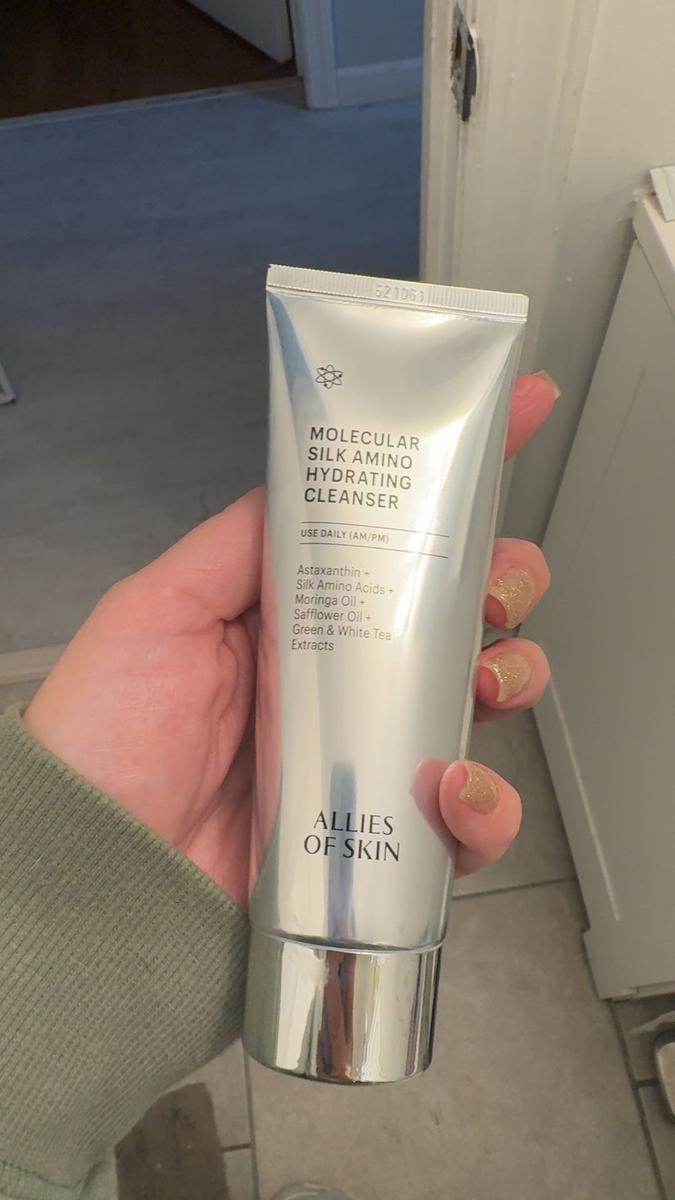 521061
MOLECULAR
SILK AMINO
HYDRATING
CLEANSER
USE DAILY (AM/PM)
Astaxanthin +
Silk Amino Acids +
Moringa Oil +
Safflower Oil +
Green & White Tea
Extracts
ALLIES
OF SKIN